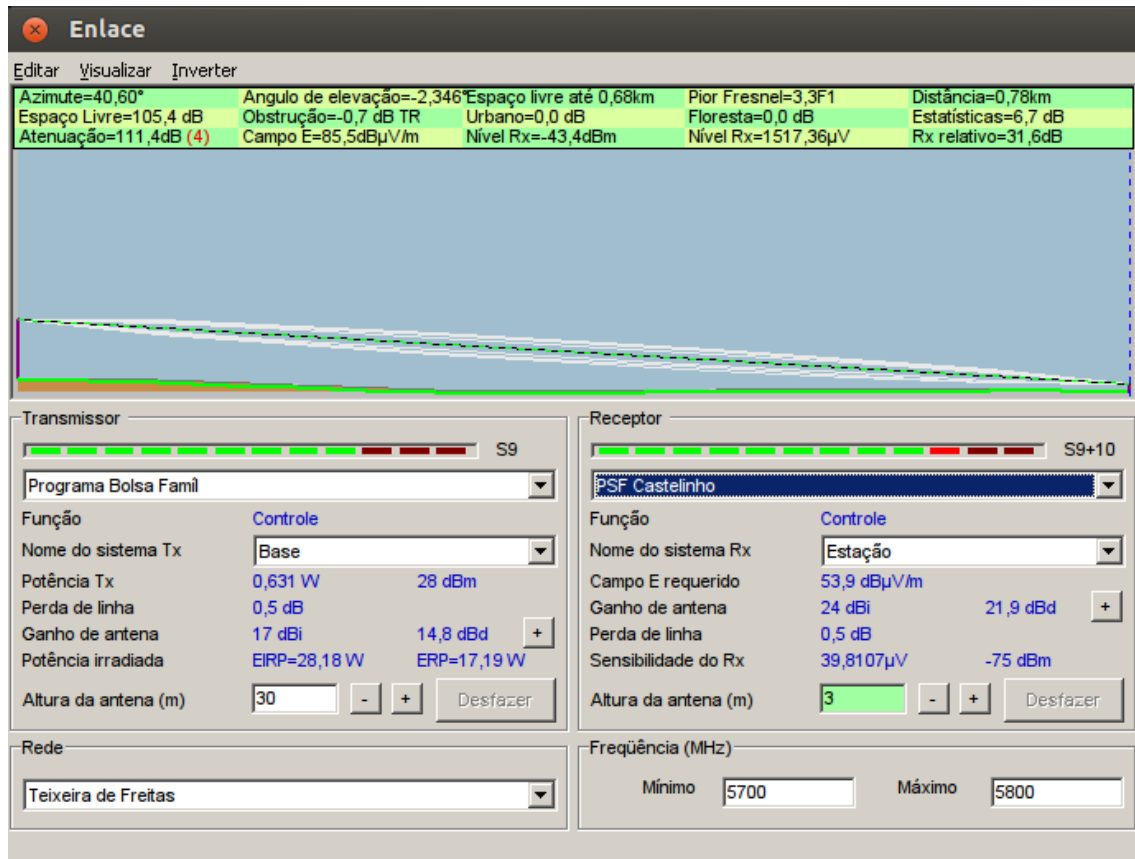 Enlace
Editar Visualizar Inverter
Azimute=40,60° Angulo de elevação=-2,346° Espaço livre até 0,68km Pior Fresnel=3,3F1 Distância=0,78km
Espaço Livre=105,4 dB Obstrução=-0,7 dB TR Urbano=0,0 dB Floresta=0,0 dB Estatísticas=6,7 dB
Atenuação=111,4dB (4) Campo E=85,5dBµV/m Nível Rx=-43,4dBm Nível Rx=1517,36µV Rx relativo=31,6dB
Transmissor
S9
Programa Bolsa Famíl
Função Controle
Nome do sistema Tx Base
Potência Tx 0,631 W 28 dBm
Perda de linha 0,5 dB
Ganho de antena 17 dBi 14,8 dBd +
Potência irradiada EIRP=28,18 W ERP=17,19 W
Altura da antena (m) 30 - + Desfazer
Rede
Teixeira de Freitas
Receptor
S9+10
PSF Castelinho
Função Controle
Nome do sistema Rx Estação
Campo E requerido 53,9 dBµV/m
Ganho de antena 24 dBi 21,9 dBd +
Perda de linha 0,5 dB
Sensibilidade do Rx 39,8107µV -75 dBm
Altura da antena (m) 3 - + Desfazer
Freqüência (MHz)
Mínimo 5700 Máximo 5800